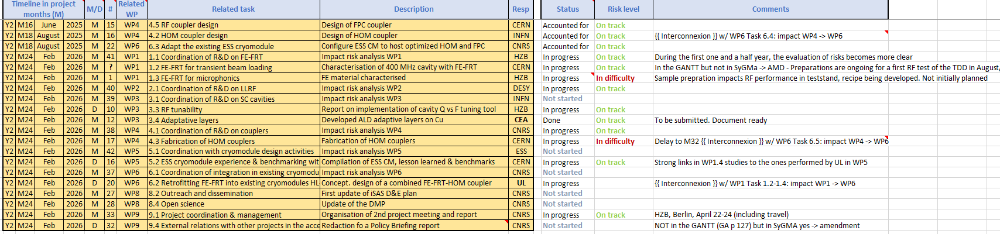 Timeline in project months (M) M/D # Related WP Related task Description Resp Status Risk level Comments
Y2 M16 June 2025 M 15 WP4 4.5 RF coupler design Design of FPC coupler CERN Accounted for On track
Y2 M18 August 2025 M 16 WP4 4.2 HOM coupler design Design of HOM coupler INFN Accounted for On track {{ Interconnexion }} w/ WP6 Task 6.4: impact WP4 -> WP6
Y2 M18 August 2025 M 22 WP6 6.3 Adapt the existing ESS cryomodule Configure ESS CM to host optimized HOM and FPC CNRS Accounted for On track
Y2 M24 Feb 2026 M 41 WP1 1.1 Coordination of R&D on FE-FRT Impact risk analysis WP1 HZB In progress On track During the first one and a half year, the evaluation of risks becomes more clear
Y2 M24 Feb 2026 M ? WP1 1.2 FE-FRT for transient beam loading Characterisation of 400 MHz cavity with FE-FRT CERN In progress On track In the GANTT but not in SyGMa -> AMD - Preparations are ongoing for a first RF test of the TDD in August/
Y2 M24 Feb 2026 M 1 WP1 1.3 FE-FRT for microphonics FE material characterised HZB In progress In difficulty Sample prepration impacts RF performance in teststand, recipe being developed. Not initially planned
Y2 M24 Feb 2026 M 40 WP2 2.1 Coordination of R&D on LLRF Impact risk analysis WP2 DESY In progress On track
Y2 M24 Feb 2026 M 39 WP3 3.1 Coordination of R&D on SC cavities Impact risk analysis WP3 INFN Not started
Y2 M24 Feb 2026 D 10 WP3 3.3 RF tunability Report on implementation of cavity Q vs F tuning tool HZB In progress On track
Y2 M24 Feb 2026 M 12 WP3 3.4 Adaptative layers Developed ALD adaptive layers on Cu CEA Done On track To be submitted. Document ready
Y2 M24 Feb 2026 M 38 WP4 4.1 Coordination of R&D on couplers Impact risk analysis WP4 CNRS In progress On track
Y2 M24 Feb 2026 M 17 WP4 4.3 Fabrication of HOM couplers Fabrication of HOM couplers CERN In progress In difficulty Delay to M32 {{ Interconnexion }} w/ WP6 Task 6.5: impact WP4 -> WP6
Y2 M24 Feb 2026 M 42 WP5 5.1 Coordination with cryomodule design activities Impact risk analysis WP5 ESS Not started
Y2 M24 Feb 2026 D 16 WP5 5.2 ESS cryomodule experience & benchmarking wit Compilation of ESS CM, lesson learned & benchmarks CERN In progress On track Strong links in WP1.4 studies to the ones performed by UL in WP5
Y2 M24 Feb 2026 M 37 WP6 6.1 Coordination of integration in existing cryomodu Impact risk analysis WP6 CNRS Not started
Y2 M24 Feb 2026 D 20 WP6 6.2 Retrofitting FE-FRT into existing cryomodules HL Concept. design of a combined FE-FRT-HOM coupler UL In progress {{ Interconnexion }} w/ WP1 Task 1.2-1.4: impact WP1 -> WP6
Y2 M24 Feb 2026 M 27 WP8 8.2 Outreach and dissemination First update of iSAS D&E plan CNRS Not started
Y2 M24 Feb 2026 M 28 WP8 8.4 Open science Update of the DMP CNRS Not started
Y2 M24 Feb 2026 M 33 WP9 9.1 Project coordination & management Organisation of 2nd project meeting and report CNRS In progress On track HZB, Berlin, April 22-24 (including travel)
Y2 M24 Feb 2026 D 32 WP9 9.4 External relations with other projects in the acce Redaction fo a Policy Briefing report CNRS Not started NOT in the GANTT (GA p 127) but in SyGMA yes -> amendment